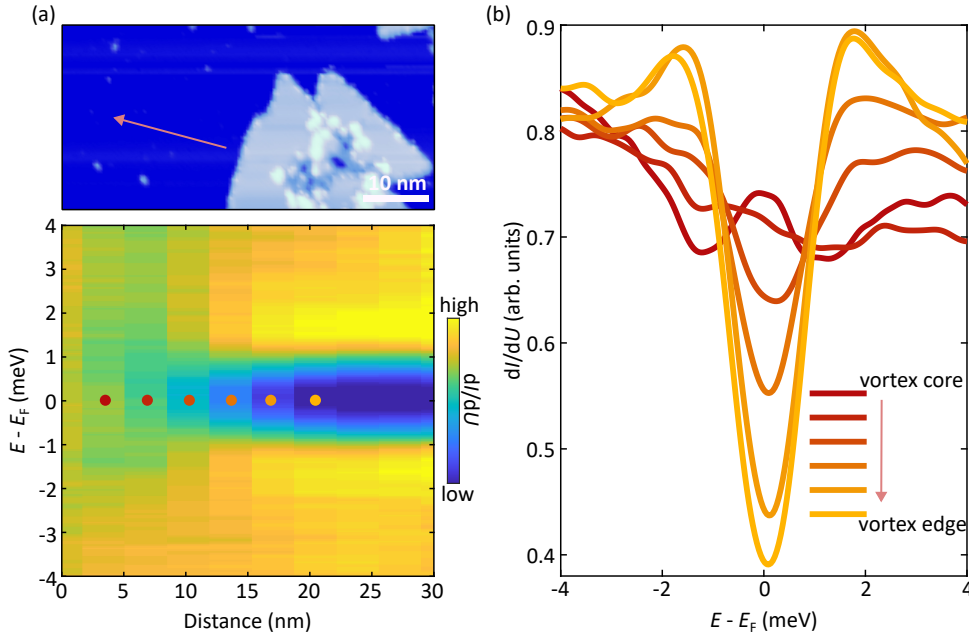 (a)
10 nm
4
3
2
1
0
-1
-2
-3
-4
E - E_F (meV)
0
5
10
15
20
25
30
Distance (nm)
high
dI/dU
low
(b)
0.9
0.8
0.7
0.6
0.5
0.4
dI/dU (arb. units)
vortex core
vortex edge
-4
-2
0
2
4
E - E_F (meV)